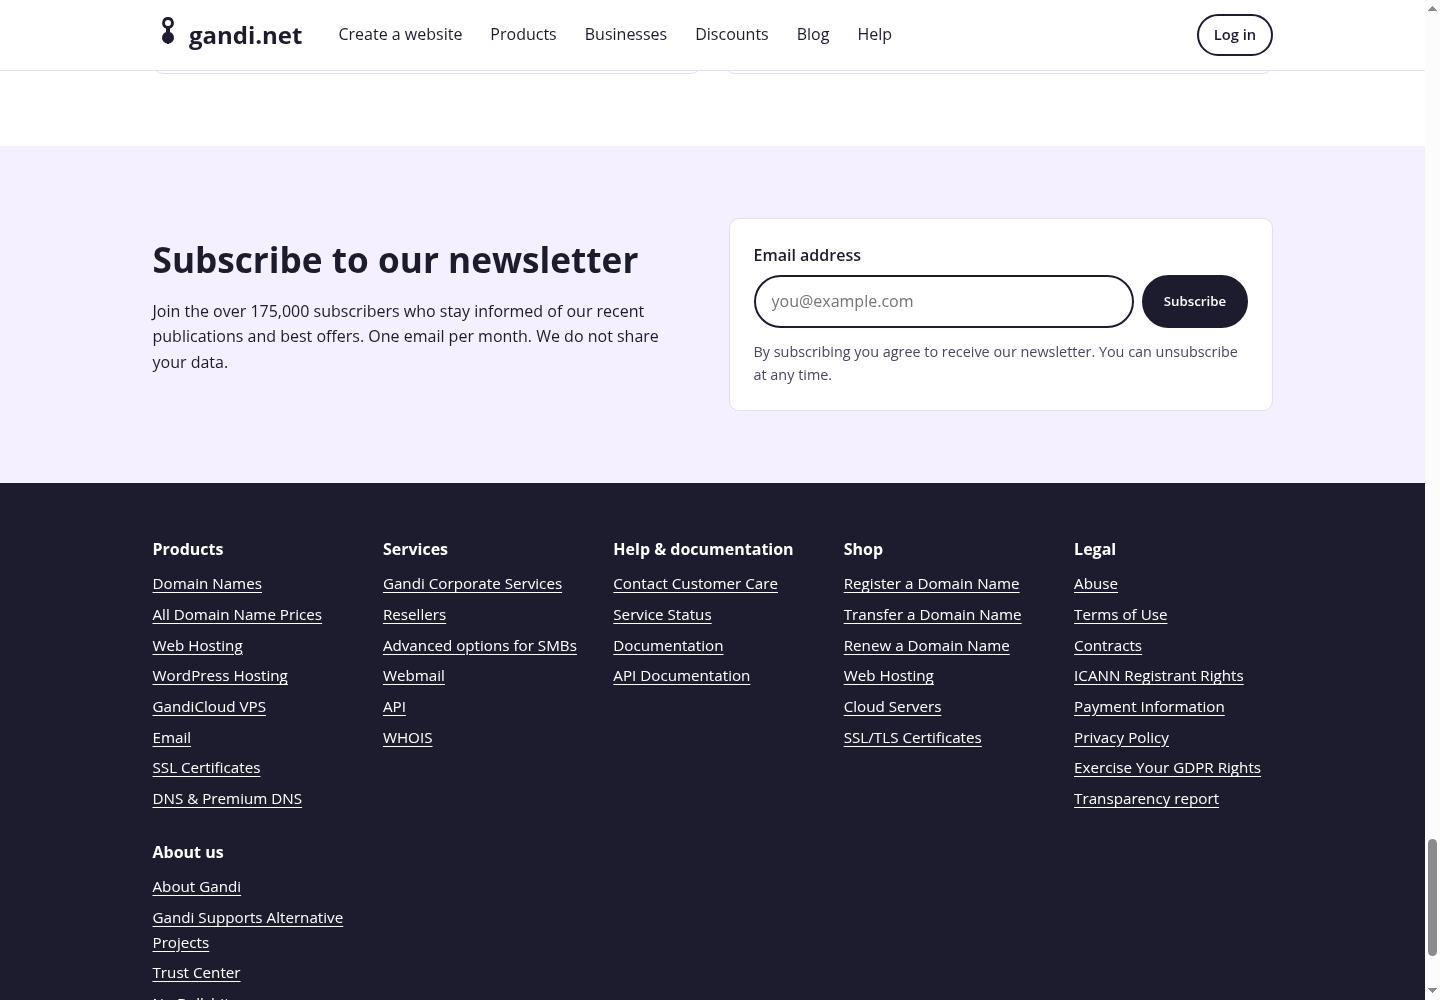 gandi.net
Create a website
Products
Businesses
Discounts
Blog
Help
Log in
Subscribe to our newsletter
Join the over 175,000 subscribers who stay informed of our recent
publications and best offers. One email per month. We do not share
your data.
Email address
you@example.com
Subscribe
By subscribing you agree to receive our newsletter. You can unsubscribe
at any time.
Products
Domain Names
All Domain Name Prices
Web Hosting
WordPress Hosting
GandiCloud VPS
Email
SSL Certificates
DNS & Premium DNS
Services
Gandi Corporate Services
Resellers
Advanced options for SMBs
Webmail
API
WHOIS
Help & documentation
Contact Customer Care
Service Status
Documentation
API Documentation
Shop
Register a Domain Name
Transfer a Domain Name
Renew a Domain Name
Web Hosting
Cloud Servers
SSL/TLS Certificates
Legal
Abuse
Terms of Use
Contracts
ICANN Registrant Rights
Payment Information
Privacy Policy
Exercise Your GDPR Rights
Transparency report
About us
About Gandi
Gandi Supports Alternative
Projects
Trust Center